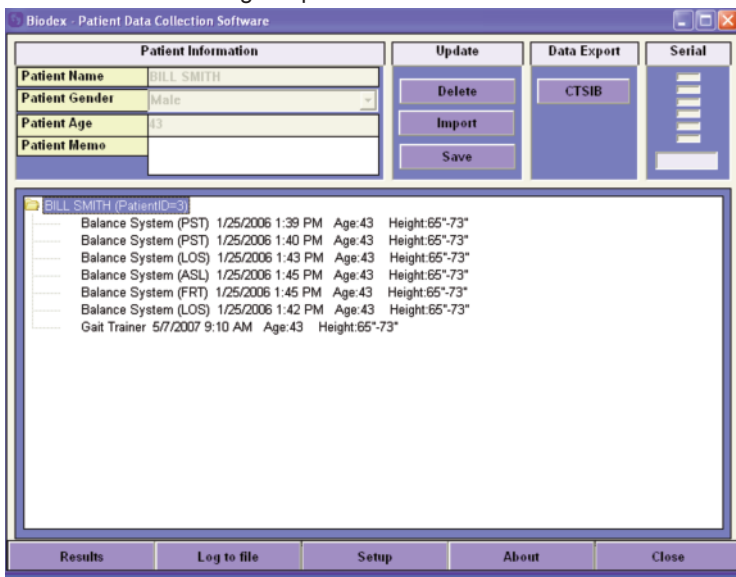 Biodex - Patient Data Collection Software
Patient Information
Update
Data Export
Serial
Patient Name
BILL SMITH
Patient Gender
Male
Patient Age
43
Patient Memo
Delete
Import
Save
CTSIB
BILL SMITH (PatientID=3)
Balance System (PST) 1/25/2006 1:39 PM Age:43 Height:65"-73"
Balance System (PST) 1/25/2006 1:40 PM Age:43 Height:65"-73"
Balance System (LOS) 1/25/2006 1:43 PM Age:43 Height:65"-73"
Balance System (ASL) 1/25/2006 1:45 PM Age:43 Height:65"-73"
Balance System (FRT) 1/25/2006 1:45 PM Age:43 Height:65"-73"
Balance System (LOS) 1/25/2006 1:42 PM Age:43 Height:65"-73"
Gait Trainer 5/7/2007 9:10 AM Age:43 Height:65"-73"
Results
Log to file
Setup
About
Close